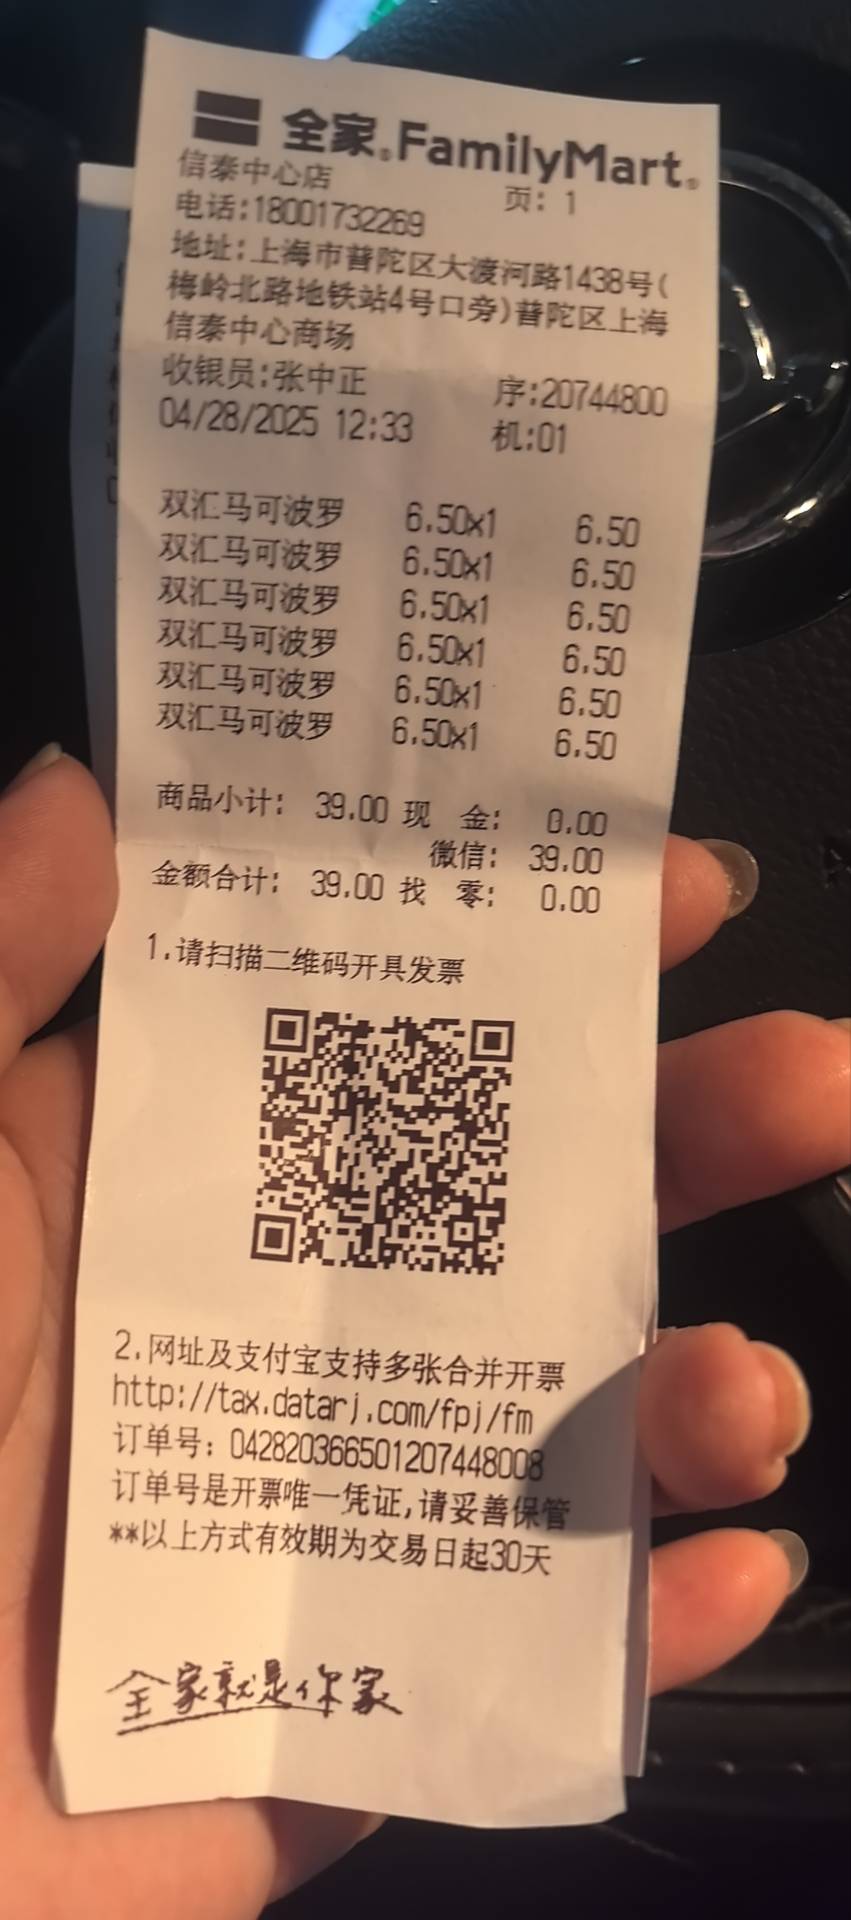 全家®FamilyMart®
信泰中心店 页: 1
电话:18001732269
地址:上海市普陀区大渡河路1438号(
梅岭北路地铁站4号口旁)普陀区上海
信泰中心商场
收银员:张中正 序:20744800
04/28/2025 12:33 机:01
双汇马可波罗 6.50x1 6.50
双汇马可波罗 6.50x1 6.50
双汇马可波罗 6.50x1 6.50
双汇马可波罗 6.50x1 6.50
双汇马可波罗 6.50x1 6.50
双汇马可波罗 6.50x1 6.50
商品小计: 39.00 现 金: 0.00
微信: 39.00
金额合计: 39.00 找 零: 0.00
1.请扫描二维码开具发票
2.网址及支付宝支持多张合并开票
http://tax.datarj.com/fpj/fm
订单号: 042820366501207448008
订单号是开票唯一凭证,请妥善保管
**以上方式有效期为交易日起30天
全家就是你家